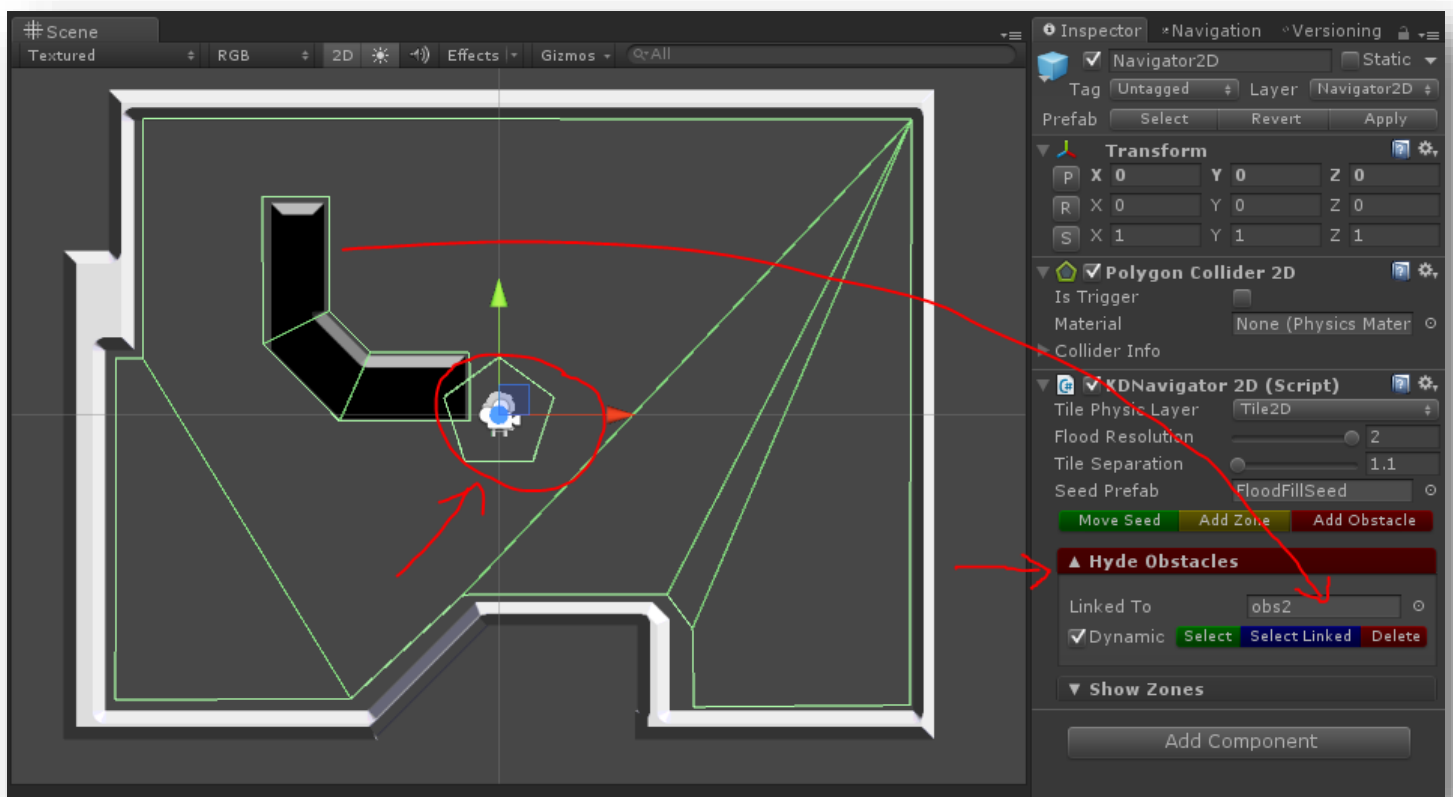 Scene
Textured RGB 2D Effects Gizmos All
Inspector Navigation Versioning
Navigator2D Static
Tag Untagged Layer Navigator2D
Prefab Select Revert Apply
Transform
P X 0 Y 0 Z 0
R X 0 Y 0 Z 0
S X 1 Y 1 Z 1
Polygon Collider 2D
Is Trigger
Material None (Physics Mater
Collider Info
KDNavigator 2D (Script)
Tile Physic Layer Tile2D
Flood Resolution 2
Tile Separation 1.1
Seed Prefab FloodFillSeed
Move Seed Add Zone Add Obstacle
▲ Hyde Obstacles
Linked To obs2
Dynamic Select Select Linked Delete
▼ Show Zones
Add Component